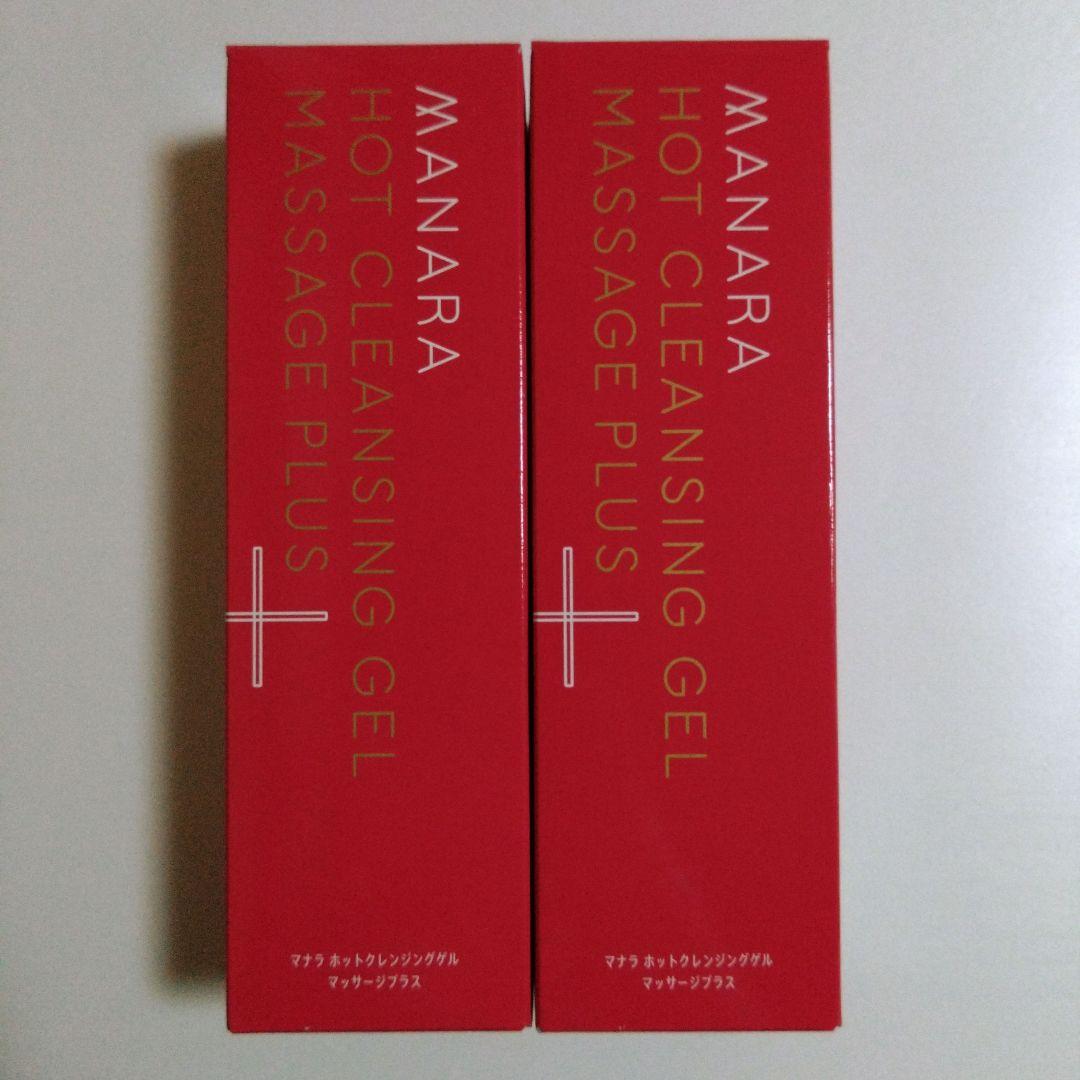 MANARA
HOT CLEANSING GEL
MASSAGE PLUS
マナラ ホットクレンジングゲル
マッサージプラス
MANARA
HOT CLEANSING GEL
MASSAGE PLUS
マナラ ホットクレンジングゲル
マッサージプラス